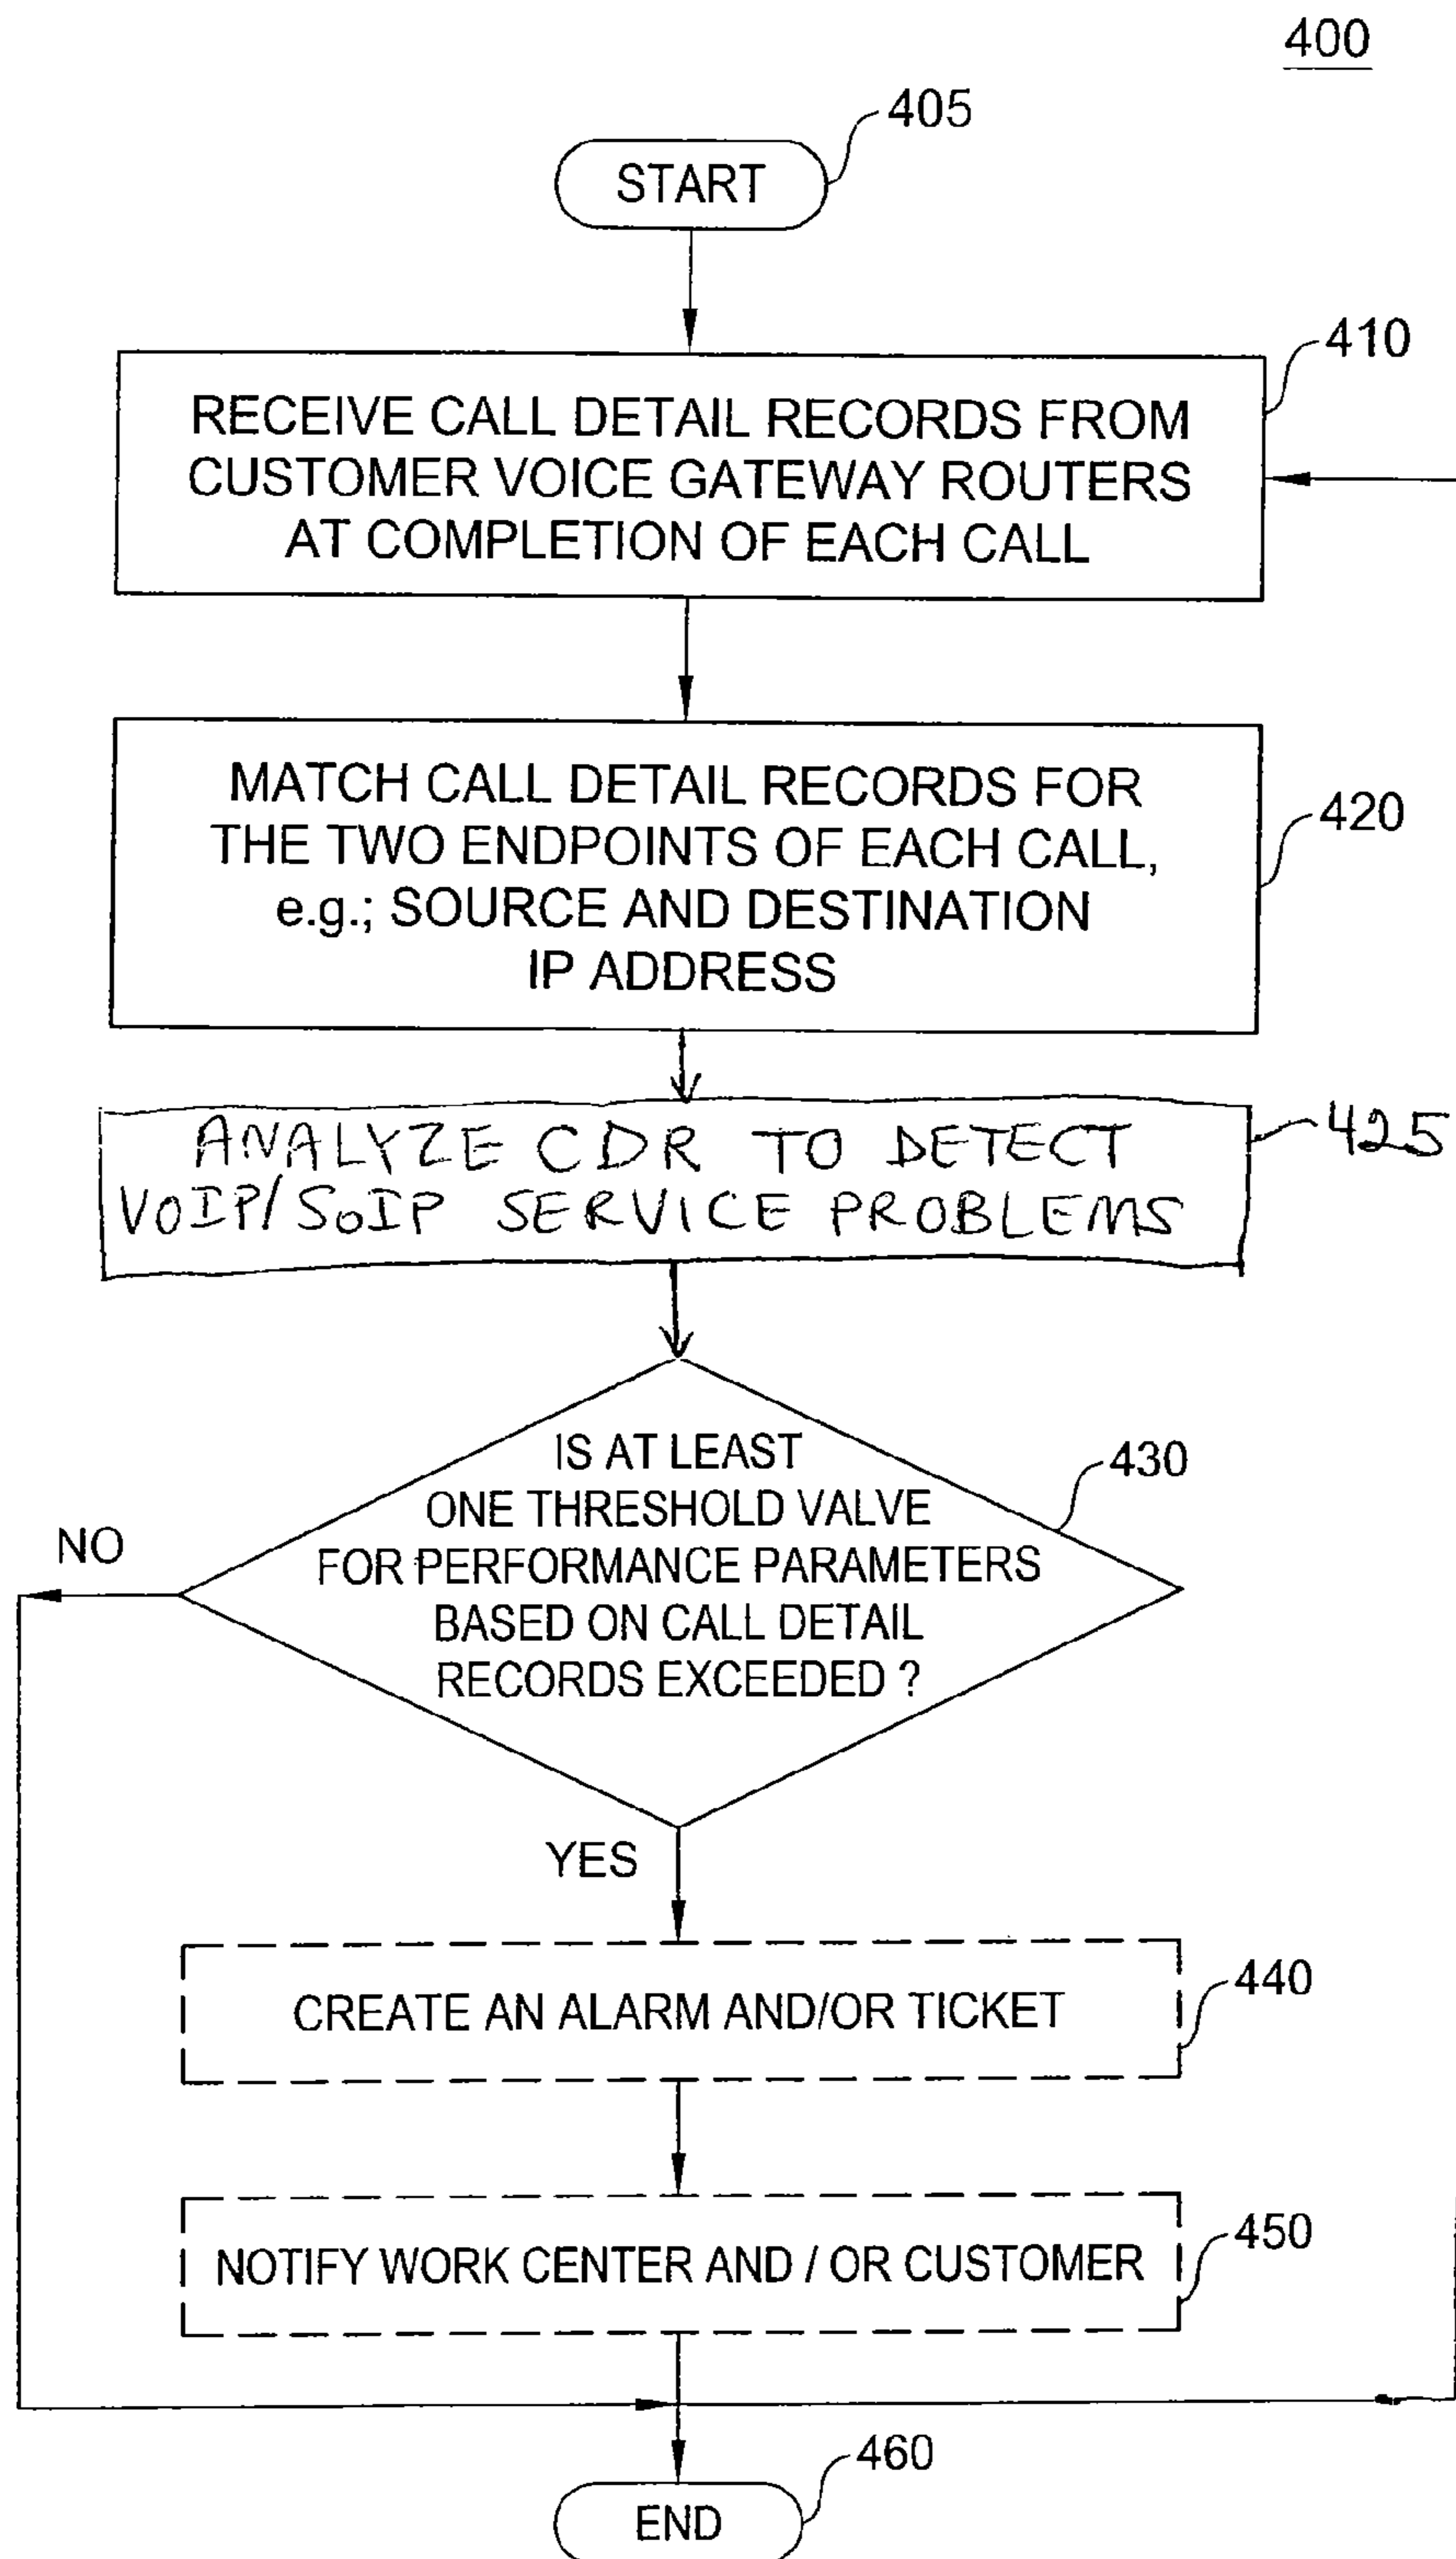 400
405
START
410
RECEIVE CALL DETAIL RECORDS FROM
CUSTOMER VOICE GATEWAY ROUTERS
AT COMPLETION OF EACH CALL
MATCH CALL DETAIL RECORDS FOR
THE TWO ENDPOINTS OF EACH CALL,
e.g.; SOURCE AND DESTINATION
IP ADDRESS
420
ANALYZE CDR TO DETECT
VOIP/SoIP SERVICE PROBLEMS
425
IS AT LEAST
ONE THRESHOLD VALVE
FOR PERFORMANCE PARAMETERS
BASED ON CALL DETAIL
RECORDS EXCEEDED ?
430
NO
YES
CREATE AN ALARM AND/OR TICKET
440
NOTIFY WORK CENTER AND / OR CUSTOMER
450
460
END